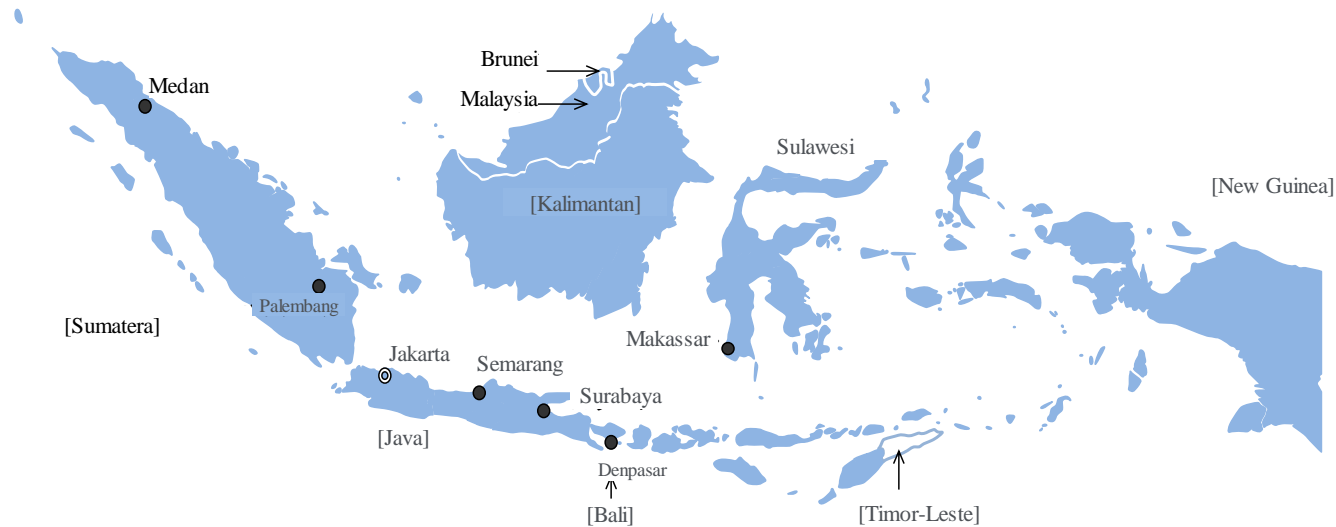 Brunei
Medan
Malaysia
Sulawesi
[New Guinea]
[Kalimantan]
Palembang
[Sumatera]
Makassar
Jakarta
Semarang
Surabaya
[Java]
Denpasar
[Bali]
[Timor-Leste]